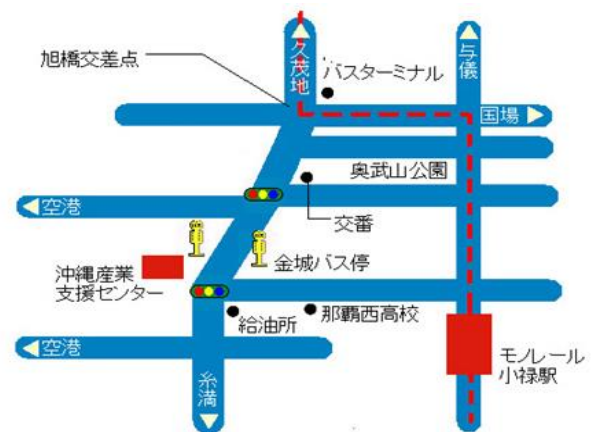 久茂地
与儀
旭橋交差点
バスターミナル
国場
奥武山公園
空港
交番
金城バス停
沖縄産業
支援センター
給油所
那覇西高校
空港
モノレール
小禄駅
糸満